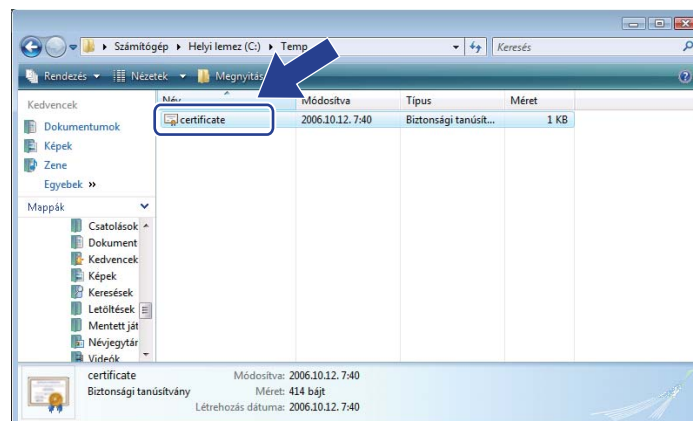 Számítógép ▸ Helyi lemez (C:) ▸ Temp
Keresés
Rendezés Nézetek Megnyitás
Kedvencek
Név Módosítva Típus Méret
certificate 2006.10.12. 7:40 Biztonsági tanúsít... 1 KB
Dokumentumok
Képek
Zene
Egyebek »
Mappák
Csatolások
Dokument
Kedvencek
Képek
Keresések
Letöltések
Mentett ját
Névjegytár
Videók
certificate Módosítva: 2006.10.12. 7:40
Biztonsági tanúsítvány Méret: 414 bájt
Létrehozás dátuma: 2006.10.12. 7:40